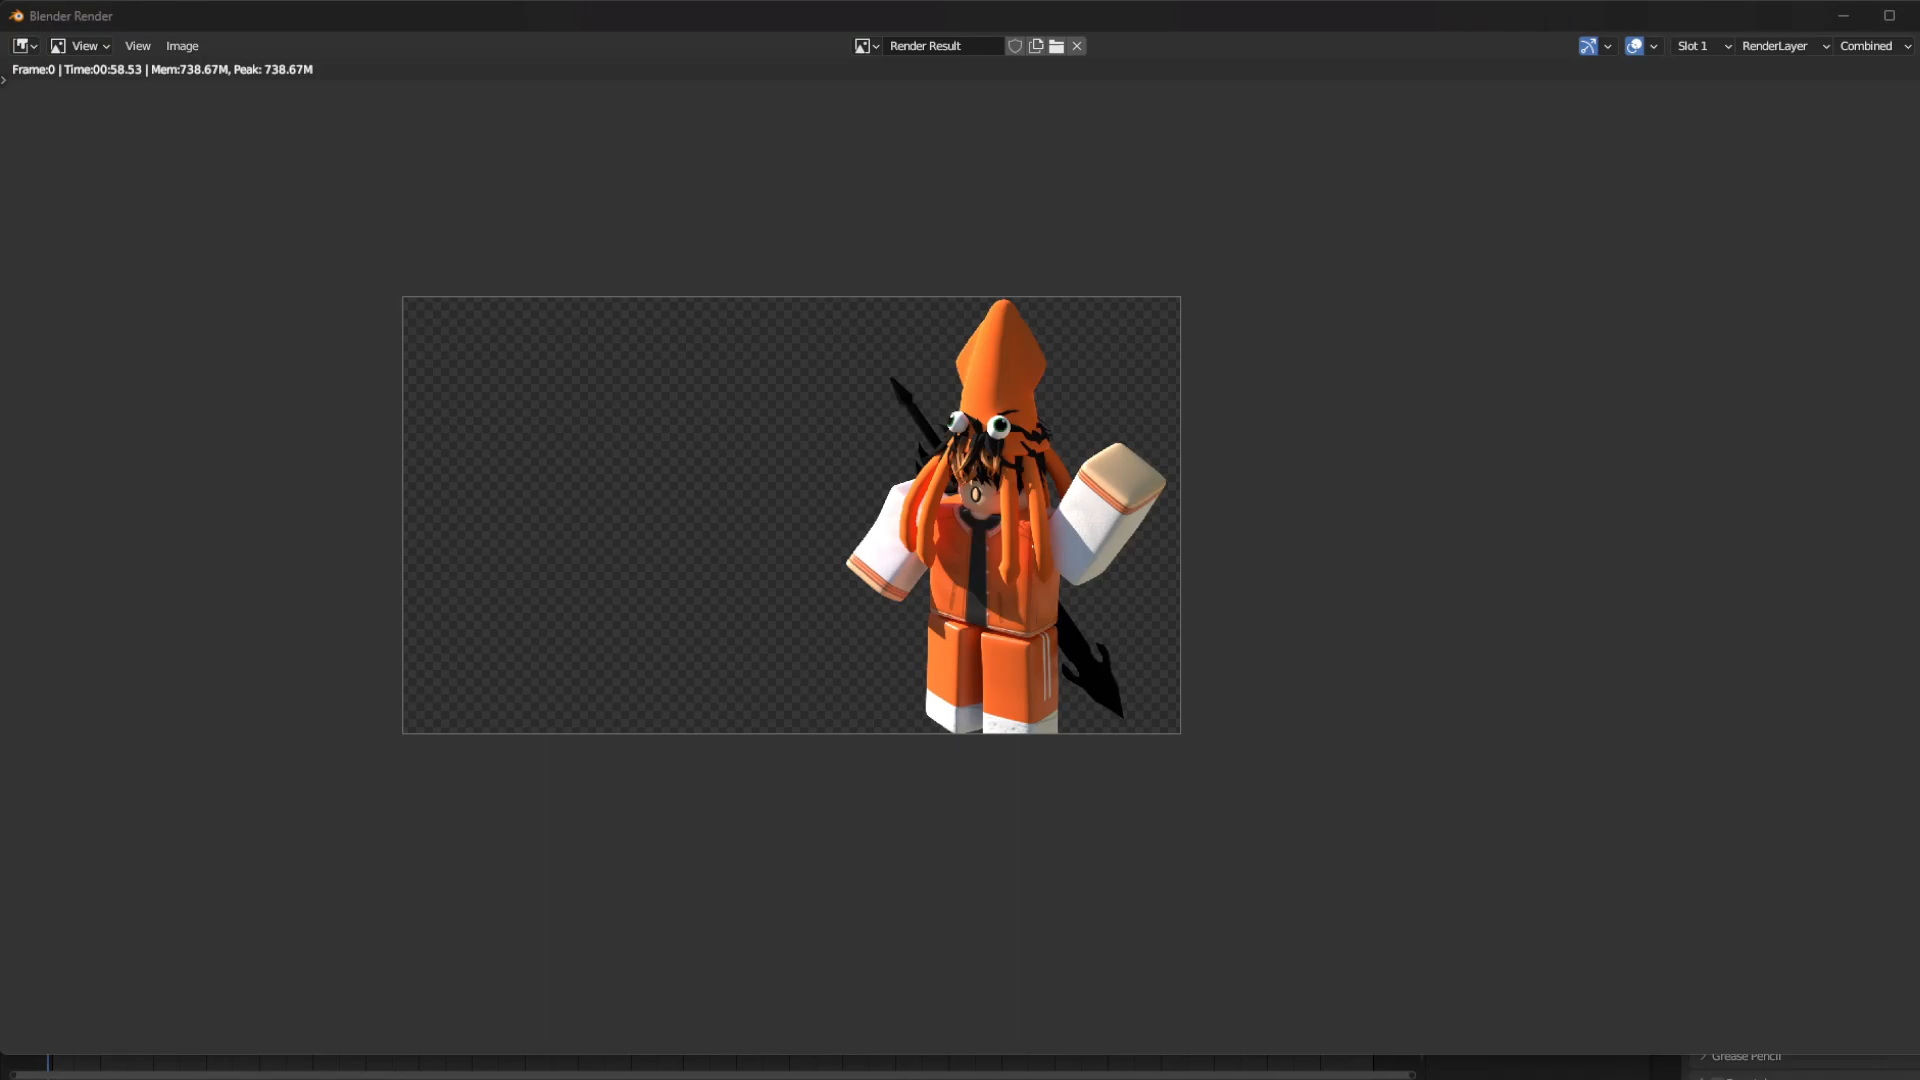 Blender Render
View View Image Render Result Slot 1 RenderLayer Combined
Frame:0 | Time:00:58.53 | Mem:738.67M, Peak: 738.67M
Grease Pencil